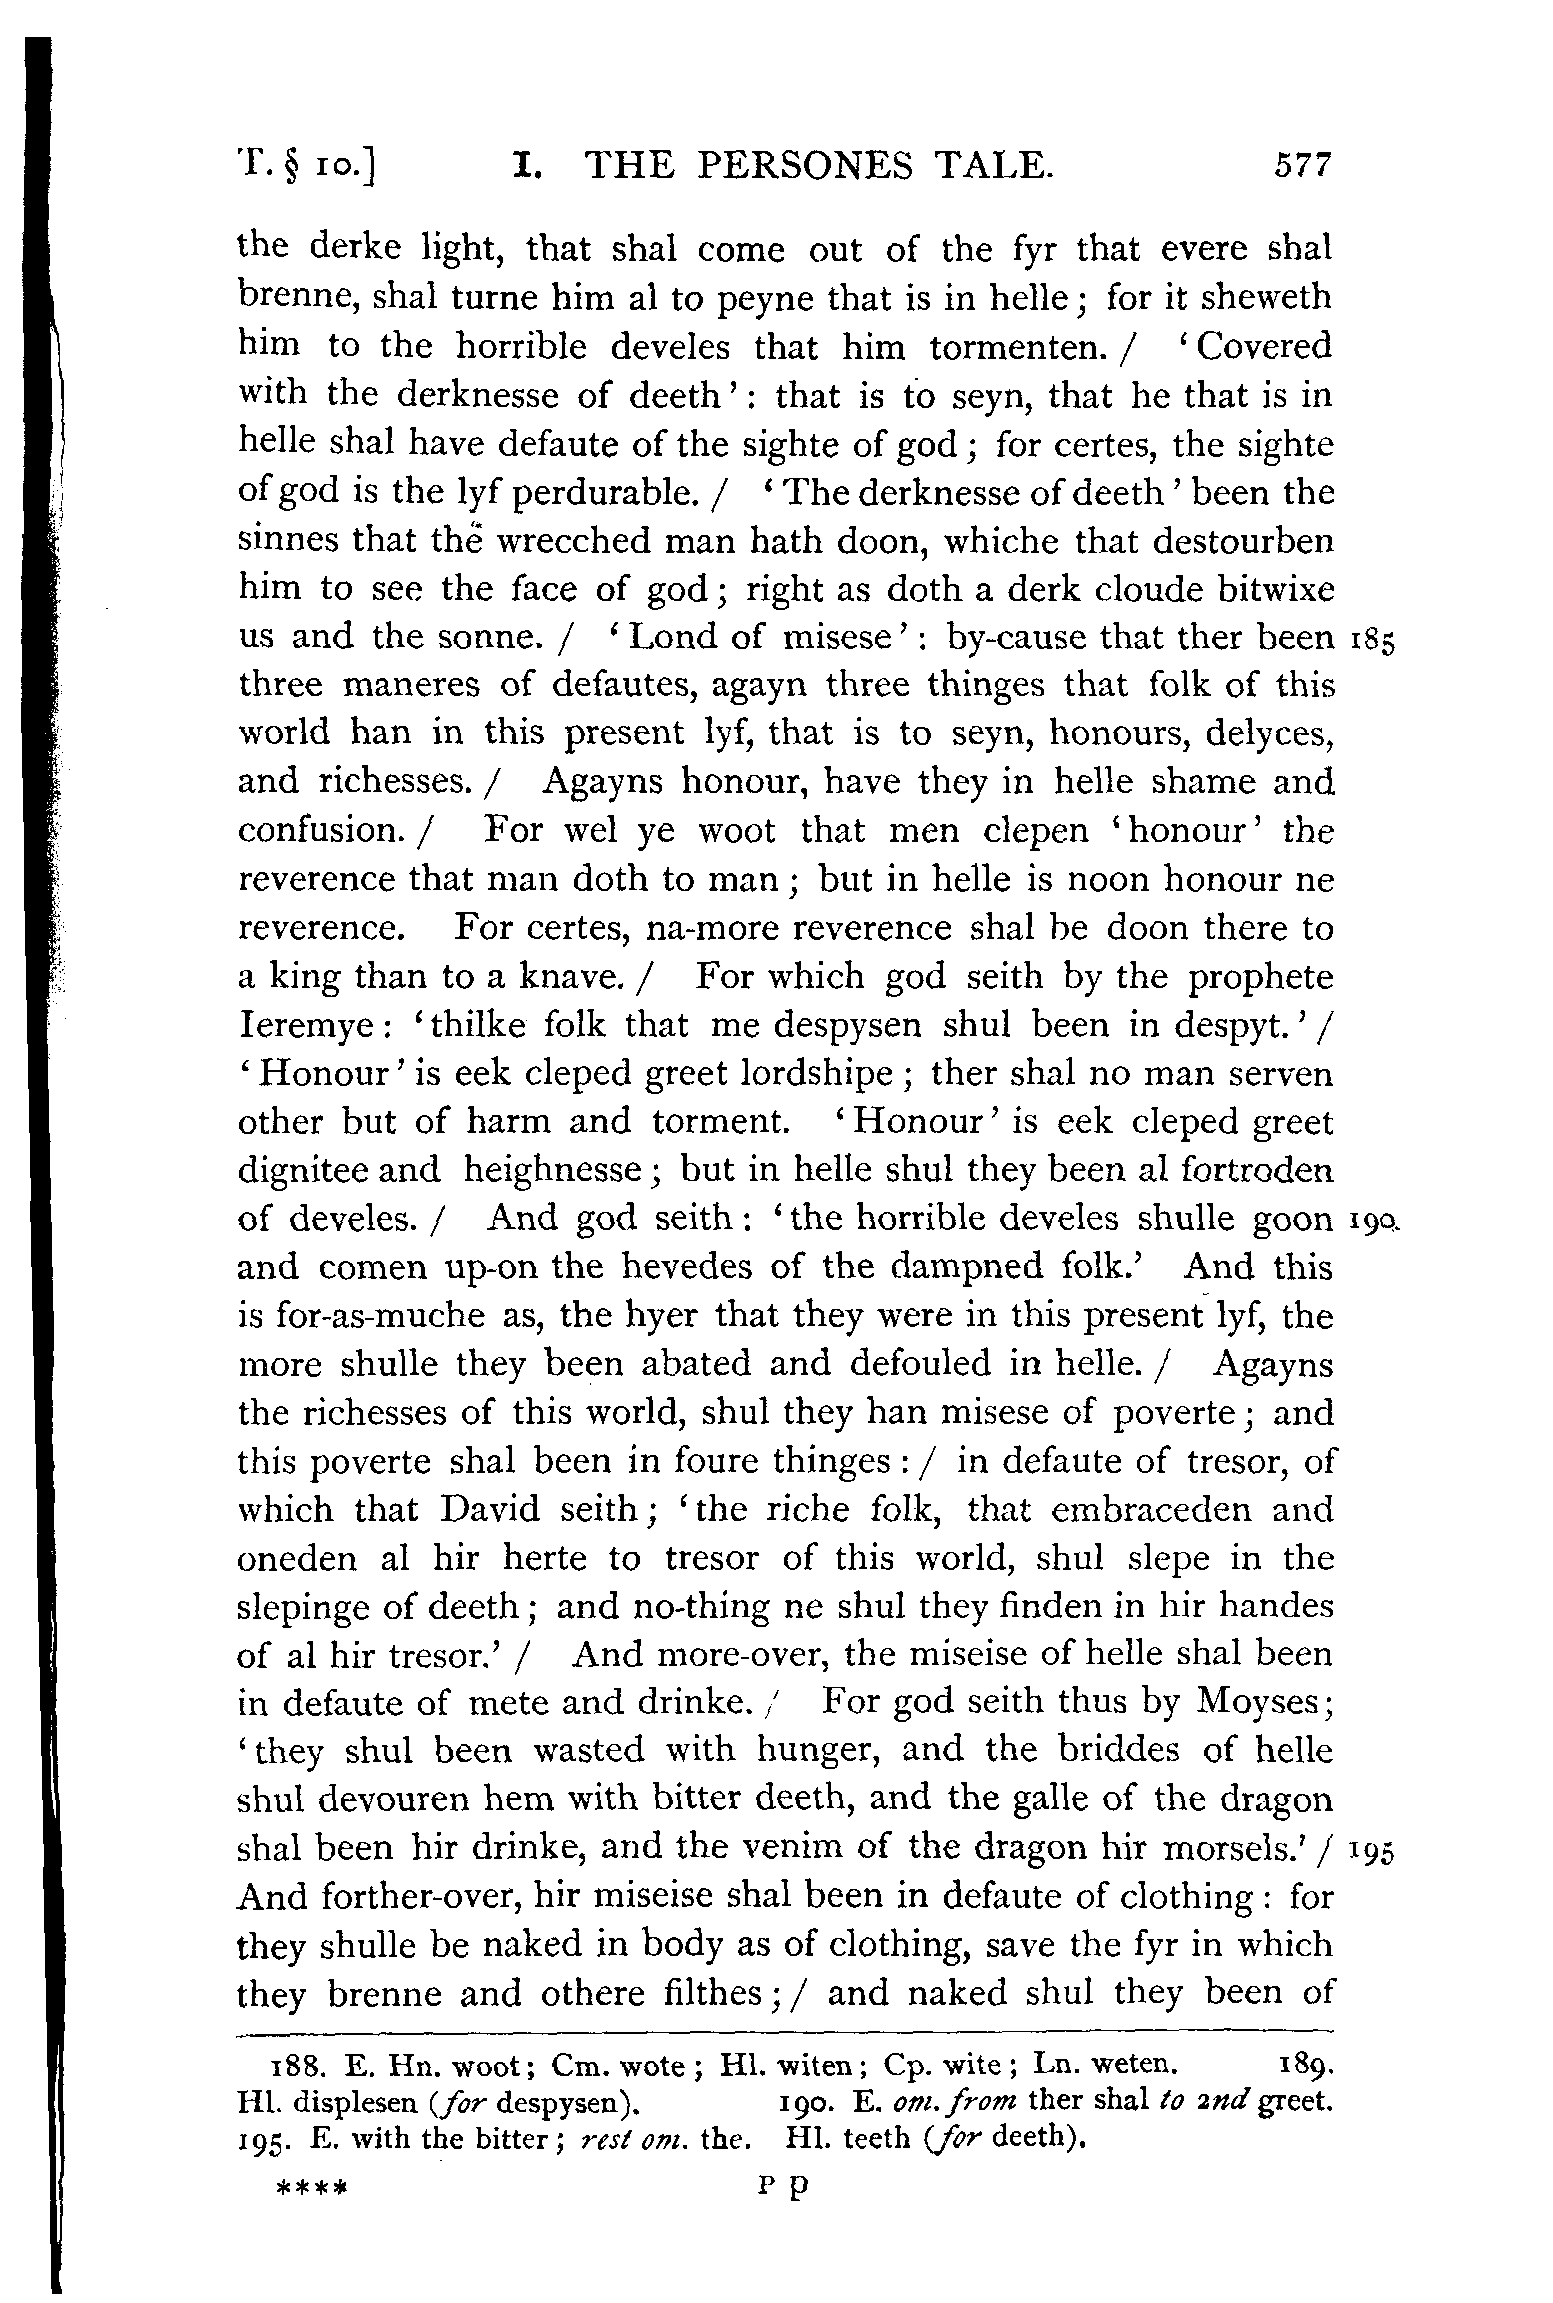 T. § 10.] I. THE PERSONES TALE. 577
the derke light, that shal come out of the fyr that evere shal
brenne, shal turne him al to peyne that is in helle; for it sheweth
him to the horrible develes that him tormenten. / ‘Covered
with the derknesse of deeth’: that is to seyn, that he that is in
helle shal have defaute of the sighte of god; for certes, the sighte
of god is the lyf perdurable. / ‘The derknesse of deeth’ been the
sinnes that the wrecched man hath doon, whiche that destourben
him to see the face of god; right as doth a derk cloude bitwixe
us and the sonne. / ‘Lond of misese’: by-cause that ther been 185
three maneres of defautes, agayn three thinges that folk of this
world han in this present lyf, that is to seyn, honours, delyces,
and richesses. / Agayns honour, have they in helle shame and
confusion. / For wel ye woot that men clepen ‘honour’ the
reverence that man doth to man; but in helle is noon honour ne
reverence. For certes, na-more reverence shal be doon there to
a king than to a knave. / For which god seith by the prophete
Ieremye: ‘thilke folk that me despysen shul been in despyt.’ /
‘Honour’ is eek cleped greet lordshipe; ther shal no man serven
other but of harm and torment. ‘Honour’ is eek cleped greet
dignitee and heighnesse; but in helle shul they been al fortroden
of develes. / And god seith: ‘the horrible develes shulle goon 190
and comen up-on the hevedes of the dampned folk.’ And this
is for-as-muche as, the hyer that they were in this present lyf, the
more shulle they been abated and defouled in helle. / Agayns
the richesses of this world, shul they han misese of poverte; and
this poverte shal been in foure thinges: / in defaute of tresor, of
which that David seith; ‘the riche folk, that embraceden and
oneden al hir herte to tresor of this world, shul slepe in the
slepinge of deeth; and no-thing ne shul they finden in hir handes
of al hir tresor.’ / And more-over, the miseise of helle shal been
in defaute of mete and drinke. / For god seith thus by Moyses;
‘they shul been wasted with hunger, and the briddes of helle
shul devouren hem with bitter deeth, and the galle of the dragon
shal been hir drinke, and the venim of the dragon hir morsels.’ / 195
And forther-over, hir miseise shal been in defaute of clothing: for
they shulle be naked in body as of clothing, save the fyr in which
they brenne and othere filthes; / and naked shul they been of
188. E. Hn. woot; Cm. wote; Hl. witen; Cp. wite; Ln. weten. 189.
Hl. displesen (for despysen). 190. E. om. from ther shal to 2nd greet.
195. E. with the bitter; rest om. the. Hl. teeth (for deeth).
**** P p